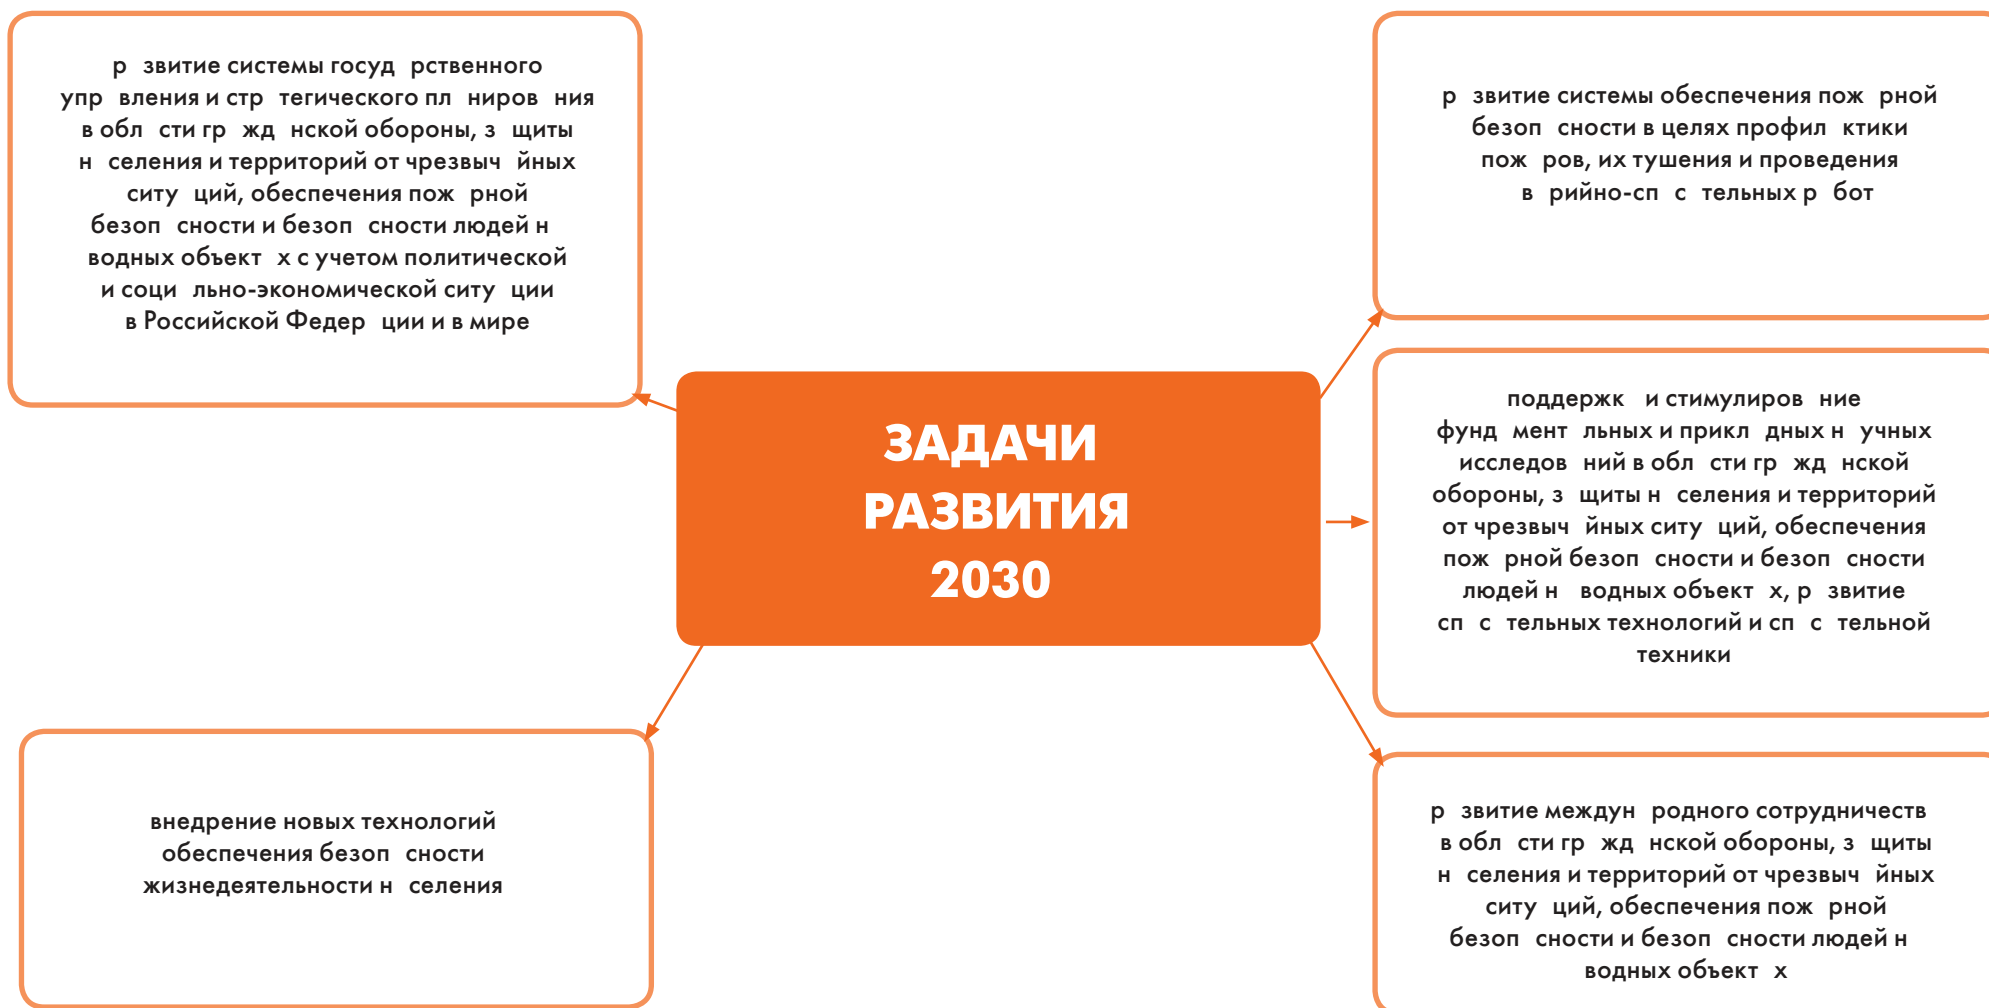 р звитие системы госуд рственного
упр вления и стр тегического пл ниров ния
в обл сти гр жд нской обороны, з щиты
н селения и территорий от чрезвыч йных
ситу ций, обеспечения пож рной
безоп сности и безоп сности людей н
водных объект х с учетом политической
и соци льно-экономической ситу ции
в Российской Федер ции и в мире
р звитие системы обеспечения пож рной
безоп сности в целях профил ктики
пож ров, их тушения и проведения
в рийно-сп с тельных р бот
ЗАДАЧИ
РАЗВИТИЯ
2030
поддержк и стимулиров ние
фунд мент льных и прикл дных н учных
исследов ний в обл сти гр жд нской
обороны, з щиты н селения и территорий
от чрезвыч йных ситу ций, обеспечения
пож рной безоп сности и безоп сности
людей н водных объект х, р звитие
сп с тельных технологий и сп с тельной
техники
внедрение новых технологий
обеспечения безоп сности
жизнедеятельности н селения
р звитие междун родного сотрудничеств
в обл сти гр жд нской обороны, з щиты
н селения и территорий от чрезвыч йных
ситу ций, обеспечения пож рной
безоп сности и безоп сности людей н
водных объект х